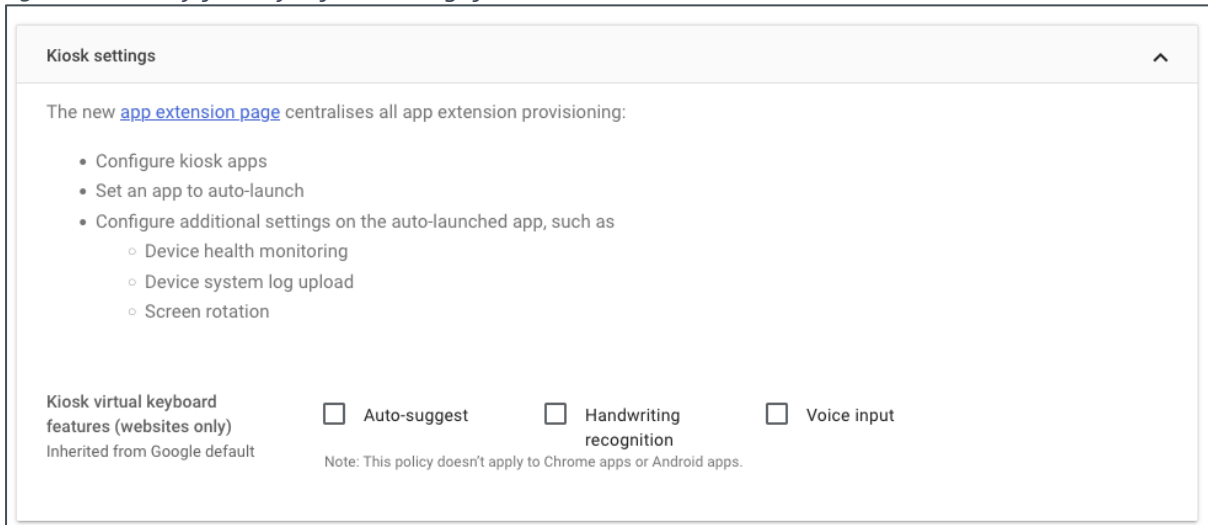 Kiosk settings
The new app extension page centralises all app extension provisioning:
• Configure kiosk apps
• Set an app to auto-launch
• Configure additional settings on the auto-launched app, such as
○ Device health monitoring
○ Device system log upload
○ Screen rotation
Kiosk virtual keyboard
features (websites only)
Inherited from Google default
Auto-suggest
Handwriting
recognition
Voice input
Note: This policy doesn't apply to Chrome apps or Android apps.